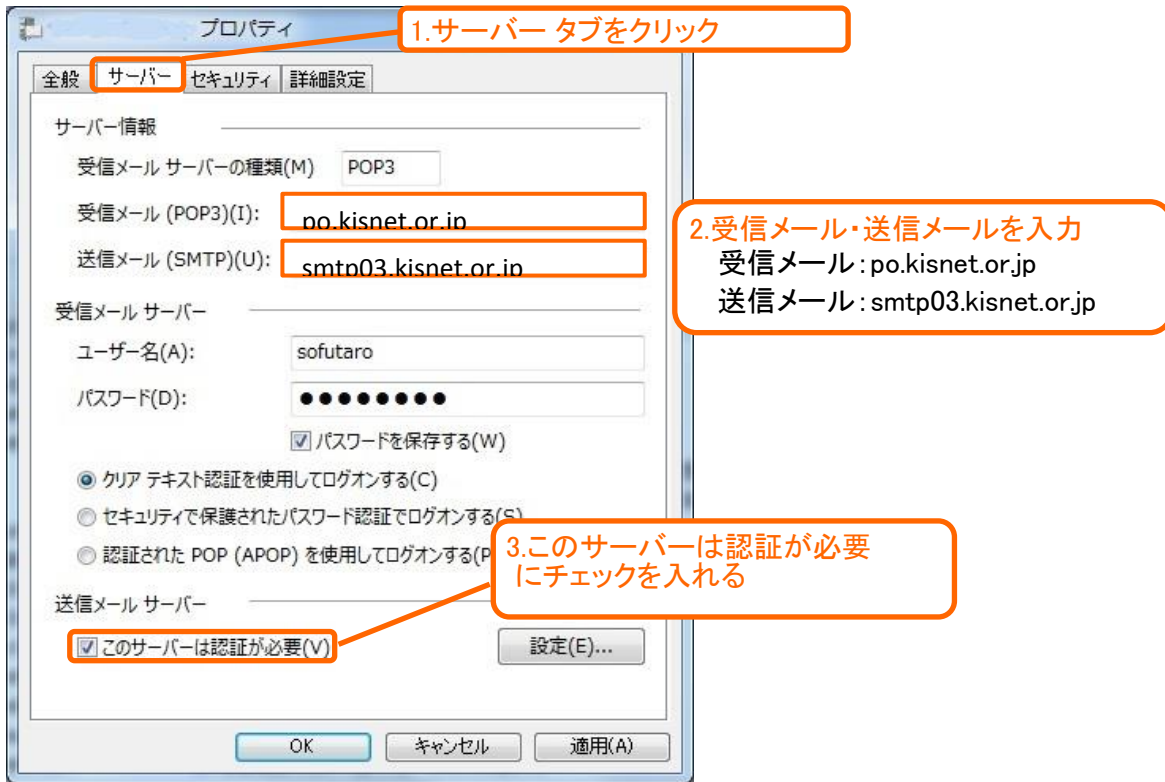 プロパティ
1.サーバー タブをクリック
全般 サーバー セキュリティ 詳細設定
サーバー情報
受信メール サーバーの種類(M) POP3
受信メール (POP3)(I): po.kisnet.or.jp
送信メール (SMTP)(U): smtp03.kisnet.or.jp
2.受信メール・送信メールを入力
受信メール：po.kisnet.or.jp
送信メール：smtp03.kisnet.or.jp
受信メール サーバー
ユーザー名(A): sofutaro
パスワード(D): ●●●●●●●●
パスワードを保存する(W)
クリア テキスト認証を使用してログオンする(C)
セキュリティで保護されたパスワード認証でログオンする(S)
認証された POP (APOP) を使用してログオンする(P
3.このサーバーは認証が必要
にチェックを入れる
送信メール サーバー
このサーバーは認証が必要(V)
設定(E)...
OK キャンセル 適用(A)